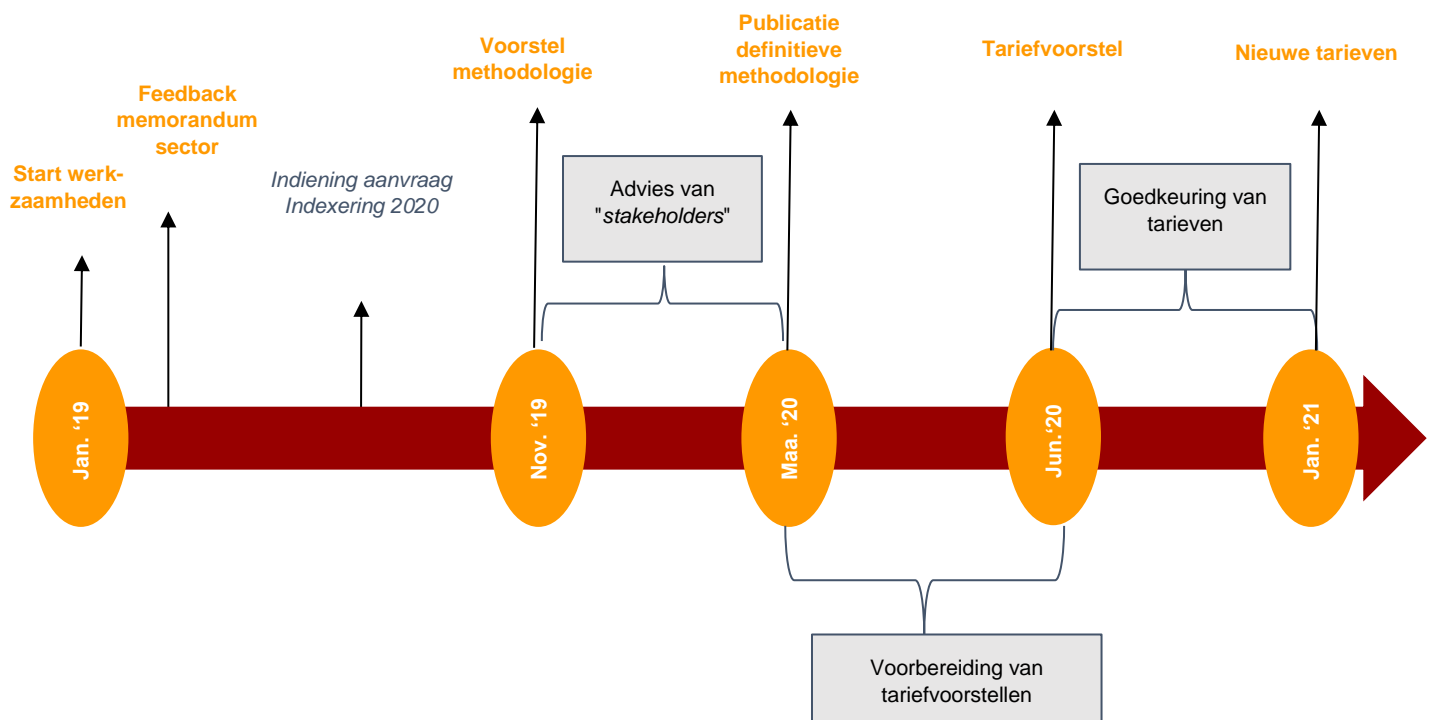 Start werk-
zaamheden
Feedback
memorandum
sector
Indiening aanvraag
Indexering 2020
Voorstel
methodologie
Publicatie
definitieve
methodologie
Tariefvoorstel
Nieuwe tarieven
Advies van
"stakeholders"
Goedkeuring van
tarieven
Jan. ‘19
Nov. ‘19
Maa. ‘20
Jun.‘20
Jan. ‘21
Voorbereiding van
tariefvoorstellen